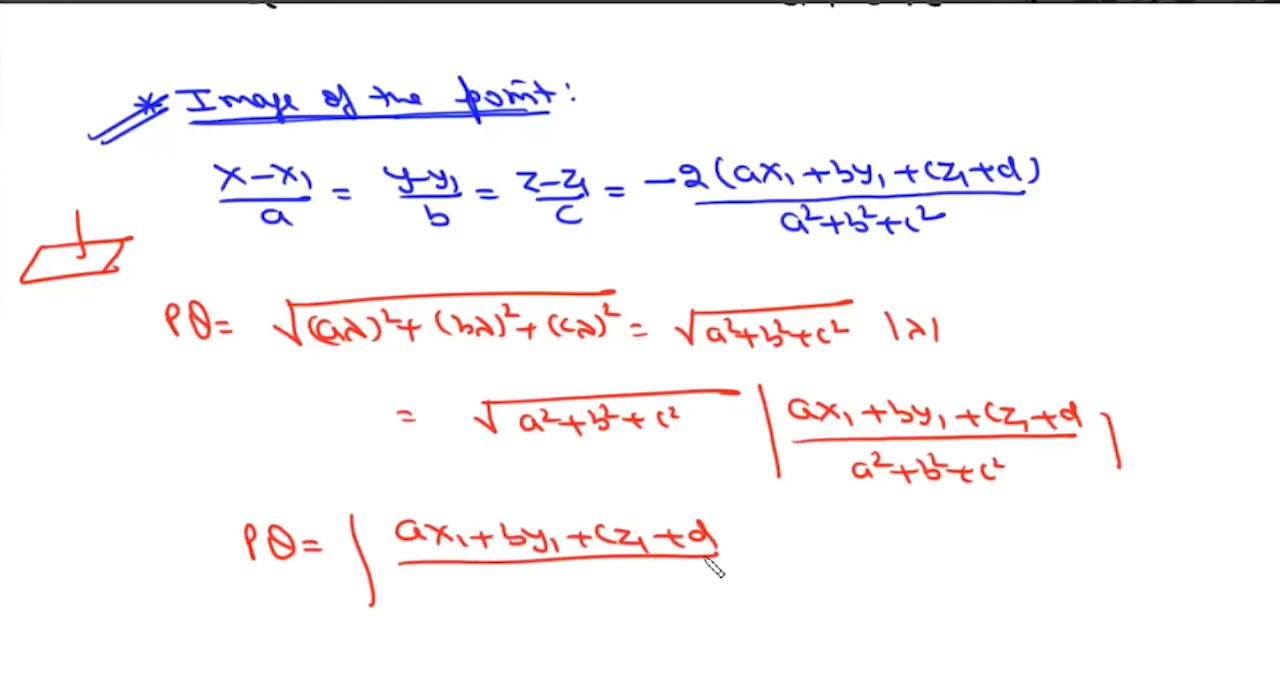 * Image of the point:
x-x₁/a = y-y₁/b = z-z₁/c = -2(ax₁+by₁+cz₁+d)/a²+b²+c²
PQ = √(aλ)²+(bλ)²+(cλ)² = √a²+b²+c² |λ|
= √a²+b²+c² |ax₁+by₁+cz₁+d/a²+b²+c²|
PQ = |ax₁+by₁+cz₁+d